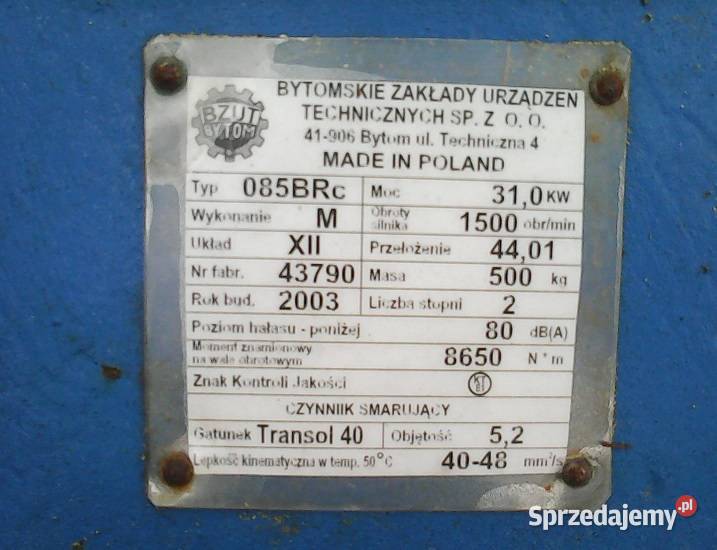 BZUT
BYTOM
BYTOMSKIE ZAKŁADY URZĄDZEN
TECHNICZNYCH SP. Z O. O.
41-906 Bytom ul. Techniczna 4
MADE IN POLAND
Typ 085BRc Moc 31,0 KW
Wykonanie M Obroty silnika 1500 obr/min
Układ XII Przełożenie 44,01
Nr fabr. 43790 Masa 500 kg
Rok bud. 2003 Liczba stopni 2
Poziom hałasu - poniżej 80 dB(A)
Moment znamionowy
na wale obrotowym 8650 N*m
Znak Kontroli Jakości KT
CZYNNIK SMARUJĄCY
Gatunek Transol 40 Objętość 5,2
Lepkość kinematyczna w temp. 50°C 40-48 mm²/s
Sprzedajemy.pl